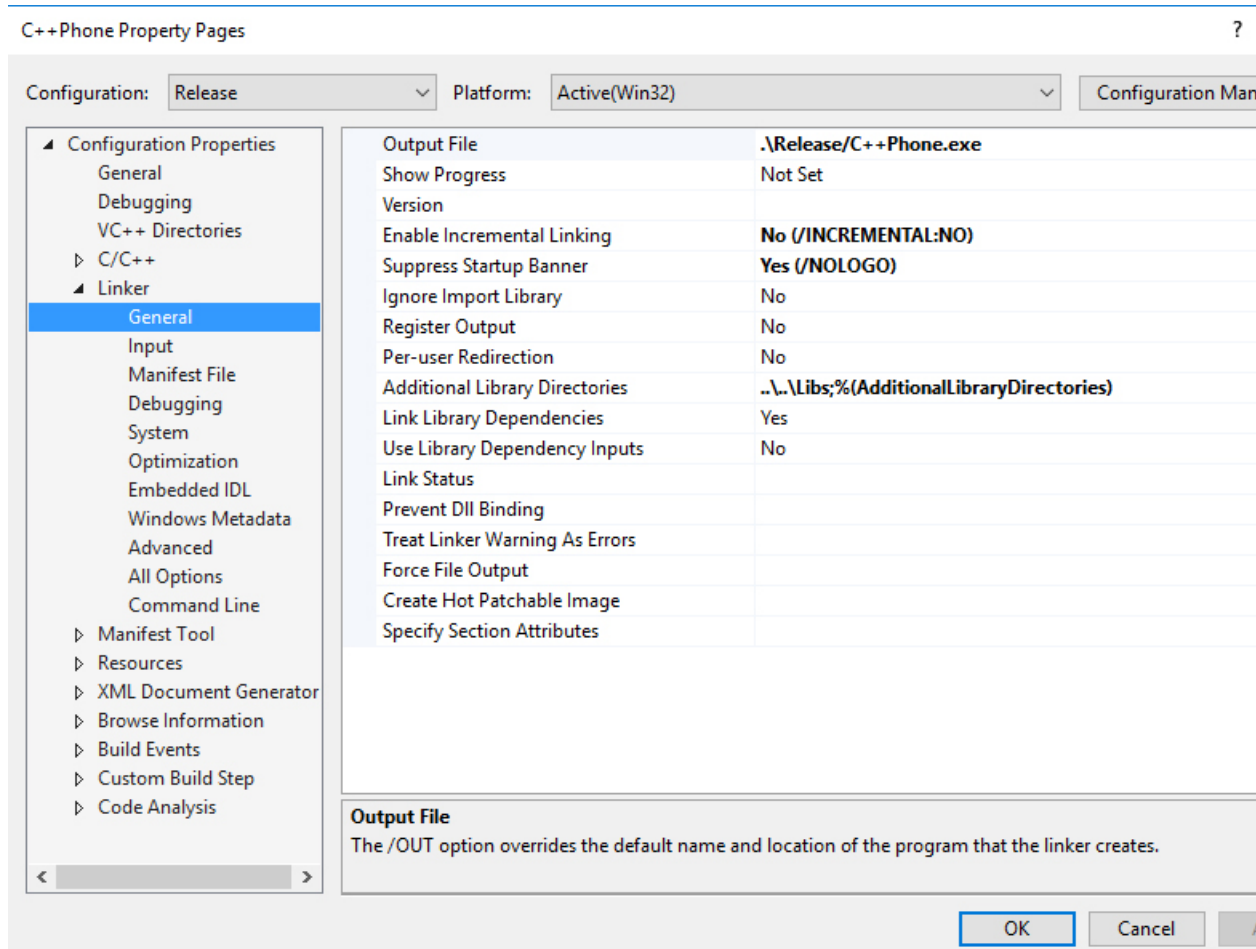 C++Phone Property Pages ?
Configuration: Release Platform: Active(Win32) Configuration Man
Configuration Properties
General
Debugging
VC++ Directories
C/C++
Linker
General
Input
Manifest File
Debugging
System
Optimization
Embedded IDL
Windows Metadata
Advanced
All Options
Command Line
Manifest Tool
Resources
XML Document Generator
Browse Information
Build Events
Custom Build Step
Code Analysis
Output File .\Release/C++Phone.exe
Show Progress Not Set
Version
Enable Incremental Linking No (/INCREMENTAL:NO)
Suppress Startup Banner Yes (/NOLOGO)
Ignore Import Library No
Register Output No
Per-user Redirection No
Additional Library Directories ..\..\Libs;%(AdditionalLibraryDirectories)
Link Library Dependencies Yes
Use Library Dependency Inputs No
Link Status
Prevent Dll Binding
Treat Linker Warning As Errors
Force File Output
Create Hot Patchable Image
Specify Section Attributes
Output File
The /OUT option overrides the default name and location of the program that the linker creates.
OK Cancel